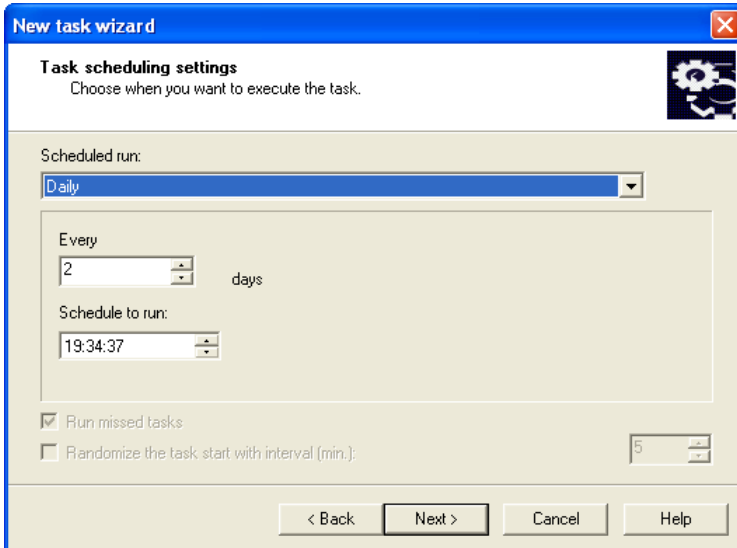 New task wizard
Task scheduling settings
Choose when you want to execute the task.
Scheduled run:
Daily
Every
2
days
Schedule to run:
19:34:37
Run missed tasks
Randomize the task start with interval (min.):
5
< Back
Next >
Cancel
Help